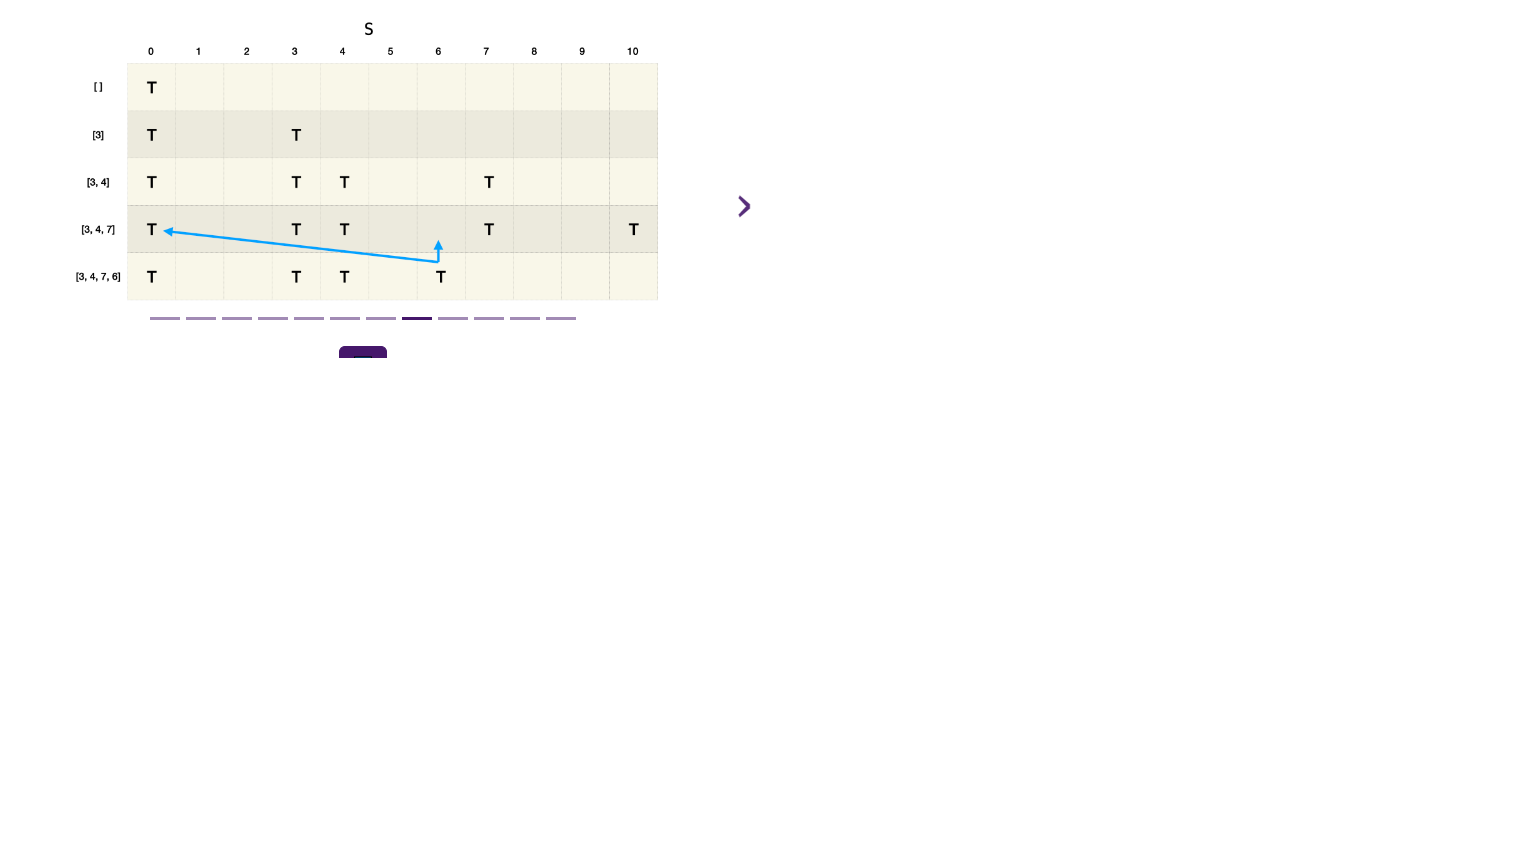 S
0 1 2 3 4 5 6 7 8 9 10
[ ] T
[3] T T
[3, 4] T T T T
[3, 4, 7] T T T T T
[3, 4, 7, 6] T T T T